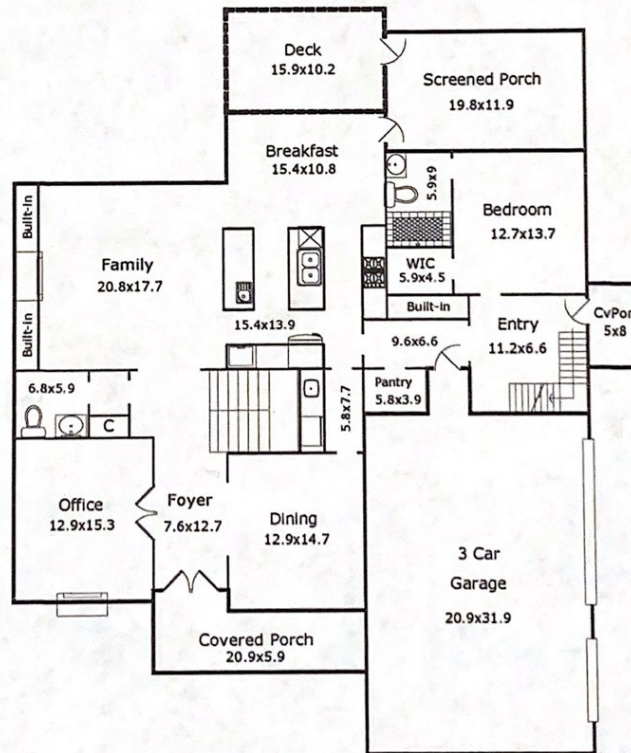 Deck
15.9x10.2
Screened Porch
19.8x11.9
Breakfast
15.4x10.8
5.9x9
Bedroom
12.7x13.7
Built-In
Family
20.8x17.7
WIC
5.9x4.5
Built-In
CvPor
5x8
Built-In
15.4x13.9
9.6x6.6
Entry
11.2x6.6
6.8x5.9
C
5.8x7.7
Pantry
5.8x3.9
Office
12.9x15.3
Foyer
7.6x12.7
Dining
12.9x14.7
3 Car
Garage
20.9x31.9
Covered Porch
20.9x5.9